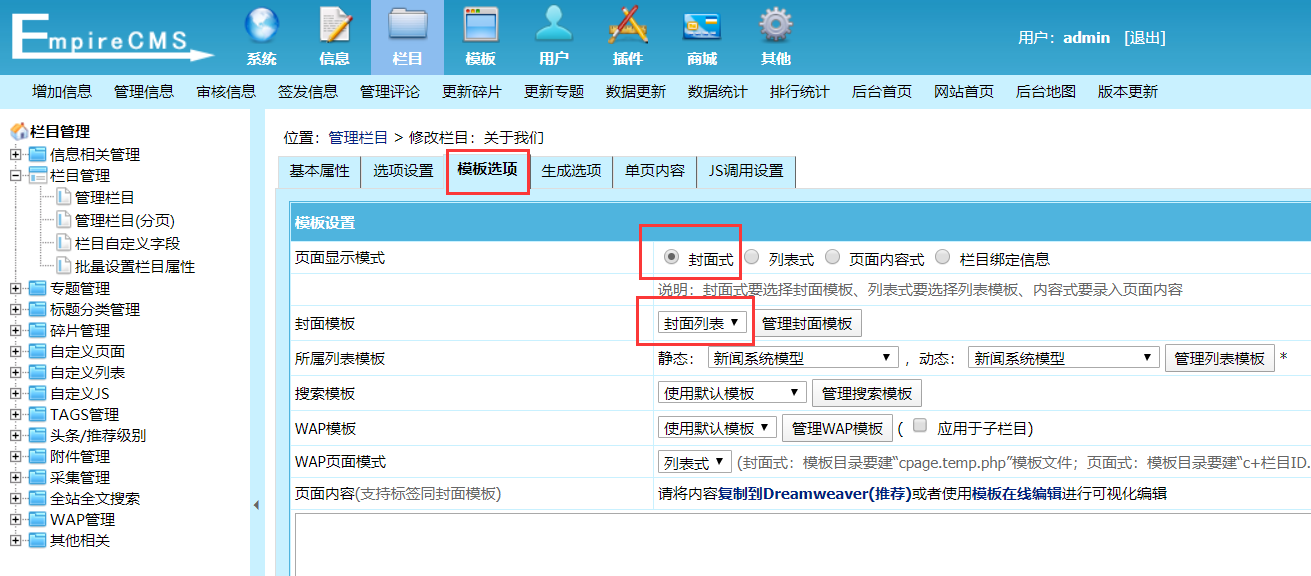 EmpireCMS
系统 信息 栏目 模板 用户 插件 商城 其他
用户：admin [退出]
增加信息 管理信息 审核信息 签发信息 管理评论 更新碎片 更新专题 数据更新 数据统计 排行统计 后台首页 网站首页 后台地图 版本更新
栏目管理
信息相关管理
栏目管理
管理栏目
管理栏目(分页)
栏目自定义字段
批量设置栏目属性
专题管理
标题分类管理
碎片管理
自定义页面
自定义列表
自定义JS
TAGS管理
头条/推荐级别
附件管理
采集管理
全站全文搜索
WAP管理
其他相关
位置：管理栏目 > 修改栏目：关于我们
基本属性 选项设置 模板选项 生成选项 单页内容 JS调用设置
模板设置
页面显示模式 封面式 列表式 页面内容式 栏目绑定信息
说明：封面式要选择封面模板、列表式要选择列表模板、内容式要录入页面内容
封面模板 封面列表 管理封面模板
所属列表模板 静态： 新闻系统模型 ，动态： 新闻系统模型 管理列表模板 *
搜索模板 使用默认模板 管理搜索模板
WAP模板 使用默认模板 管理WAP模板 ( 应用于子栏目)
WAP页面模式 列表式 (封面式：模板目录要建“cpage.temp.php”模板文件；页面式：模板目录要建“c+栏目ID.
页面内容(支持标签同封面模板) 请将内容复制到Dreamweaver(推荐)或者使用模板在线编辑进行可视化编辑